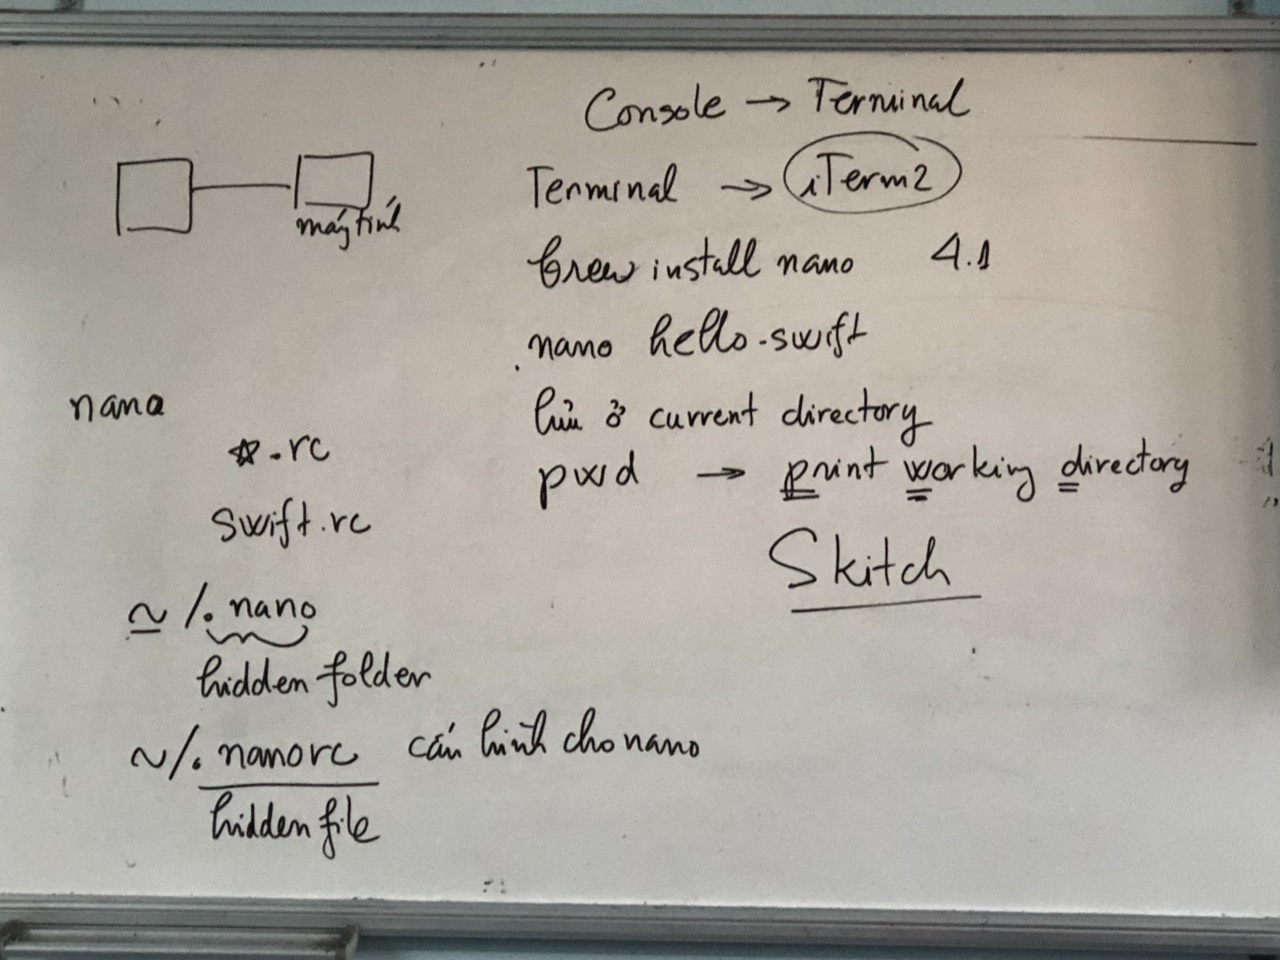 Console → Terminal
Terminal → iTerm2
máy tính
brew install nano 4.1
nano hello.swift
lưu ở current directory
pwd → print working directory
Skitch
nano
*.rc
swift.rc
~/.nano
hidden folder
~/.nanorc cấu hình cho nano
hidden file